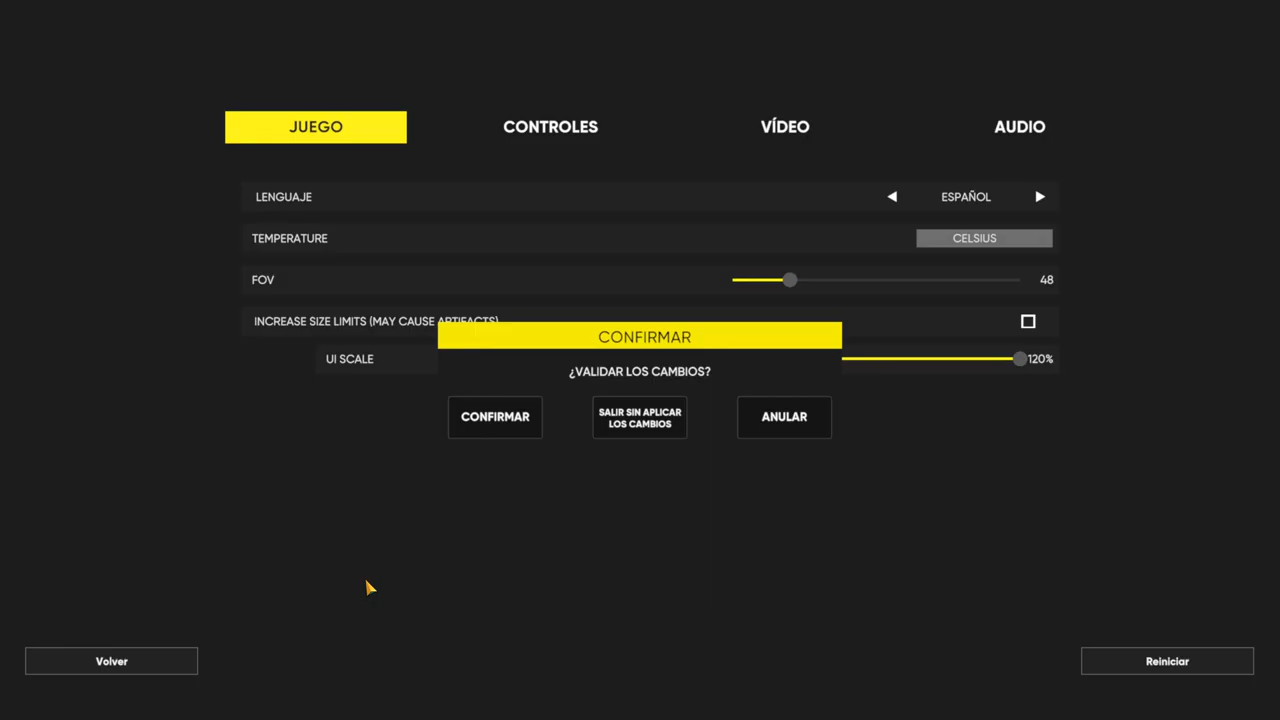 JUEGO CONTROLES VÍDEO AUDIO
LENGUAJE ESPAÑOL
TEMPERATURE CELSIUS
FOV 48
INCREASE SIZE LIMITS (MAY CAUSE ARTIFACTS)
CONFIRMAR
UI SCALE 120%
¿VALIDAR LOS CAMBIOS?
CONFIRMAR
SALIR SIN APLICAR
LOS CAMBIOS
ANULAR
Volver
Reiniciar